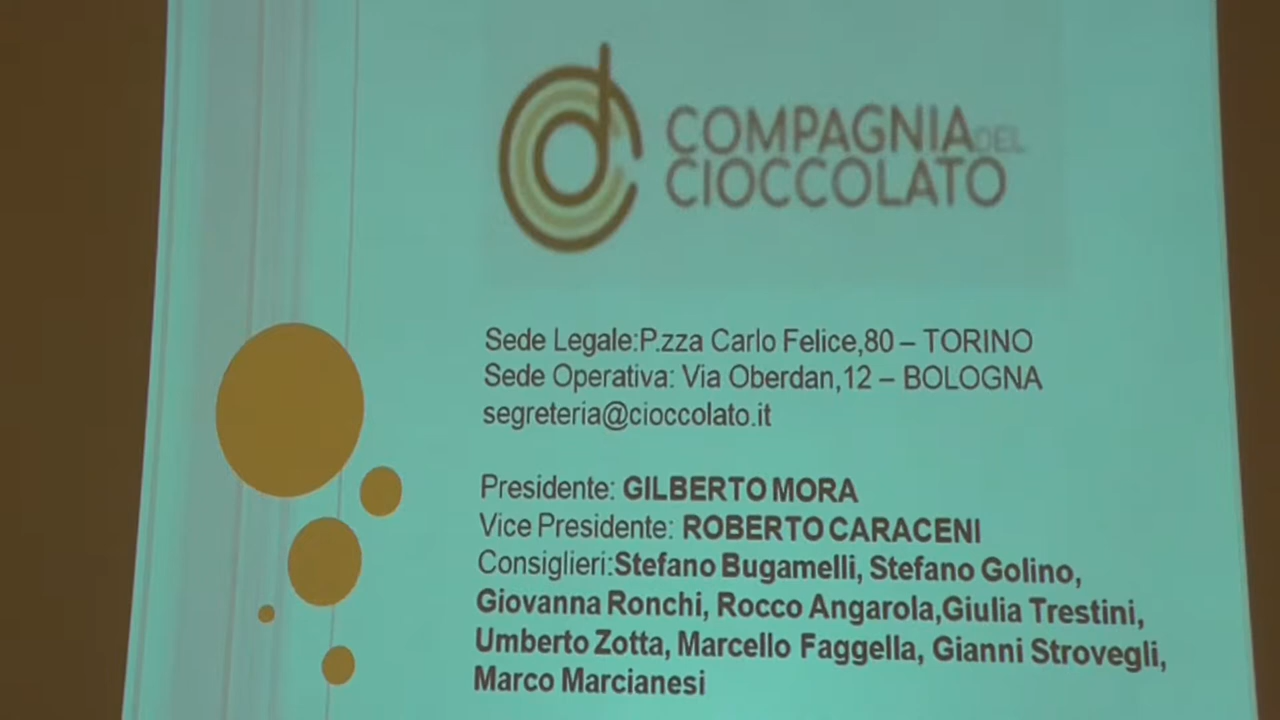 COMPAGNIA DEL
CIOCCOLATO
Sede Legale:P.zza Carlo Felice,80 – TORINO
Sede Operativa: Via Oberdan,12 – BOLOGNA
segreteria@cioccolato.it
Presidente: GILBERTO MORA
Vice Presidente: ROBERTO CARACENI
Consiglieri:Stefano Bugamelli, Stefano Golino,
Giovanna Ronchi, Rocco Angarola,Giulia Trestini,
Umberto Zotta, Marcello Faggella, Gianni Strovegli,
Marco Marcianesi